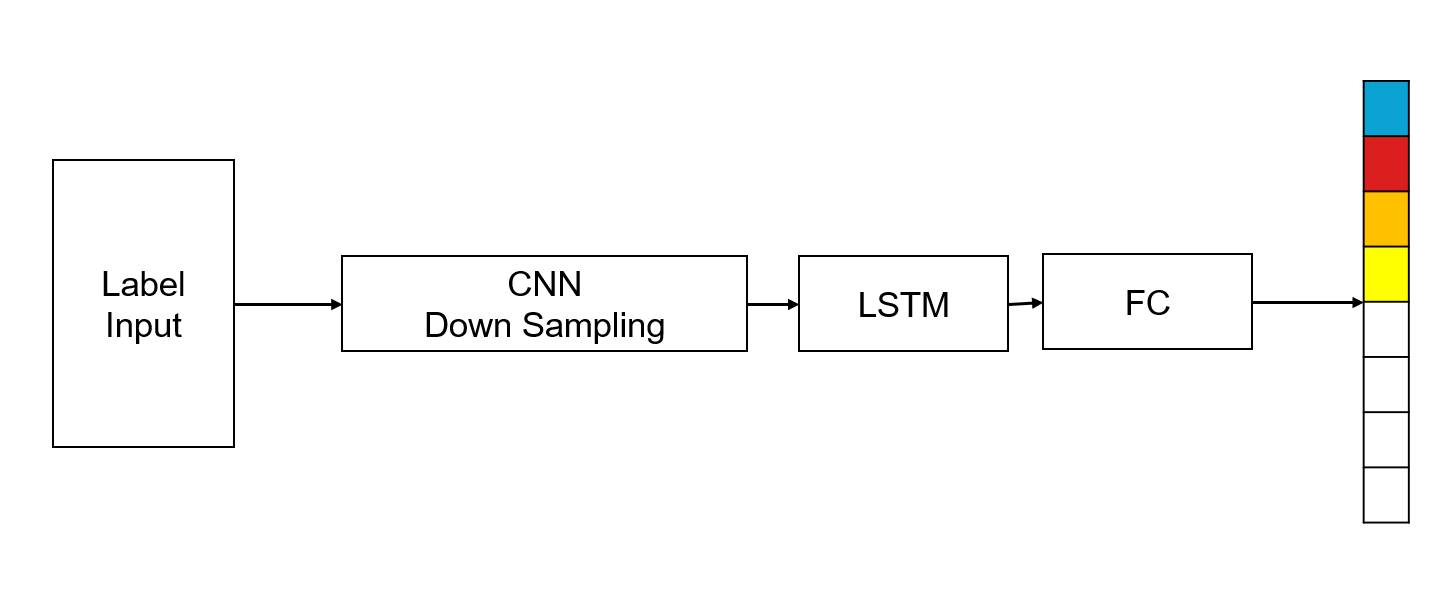 Label
Input
CNN
Down Sampling
LSTM
FC